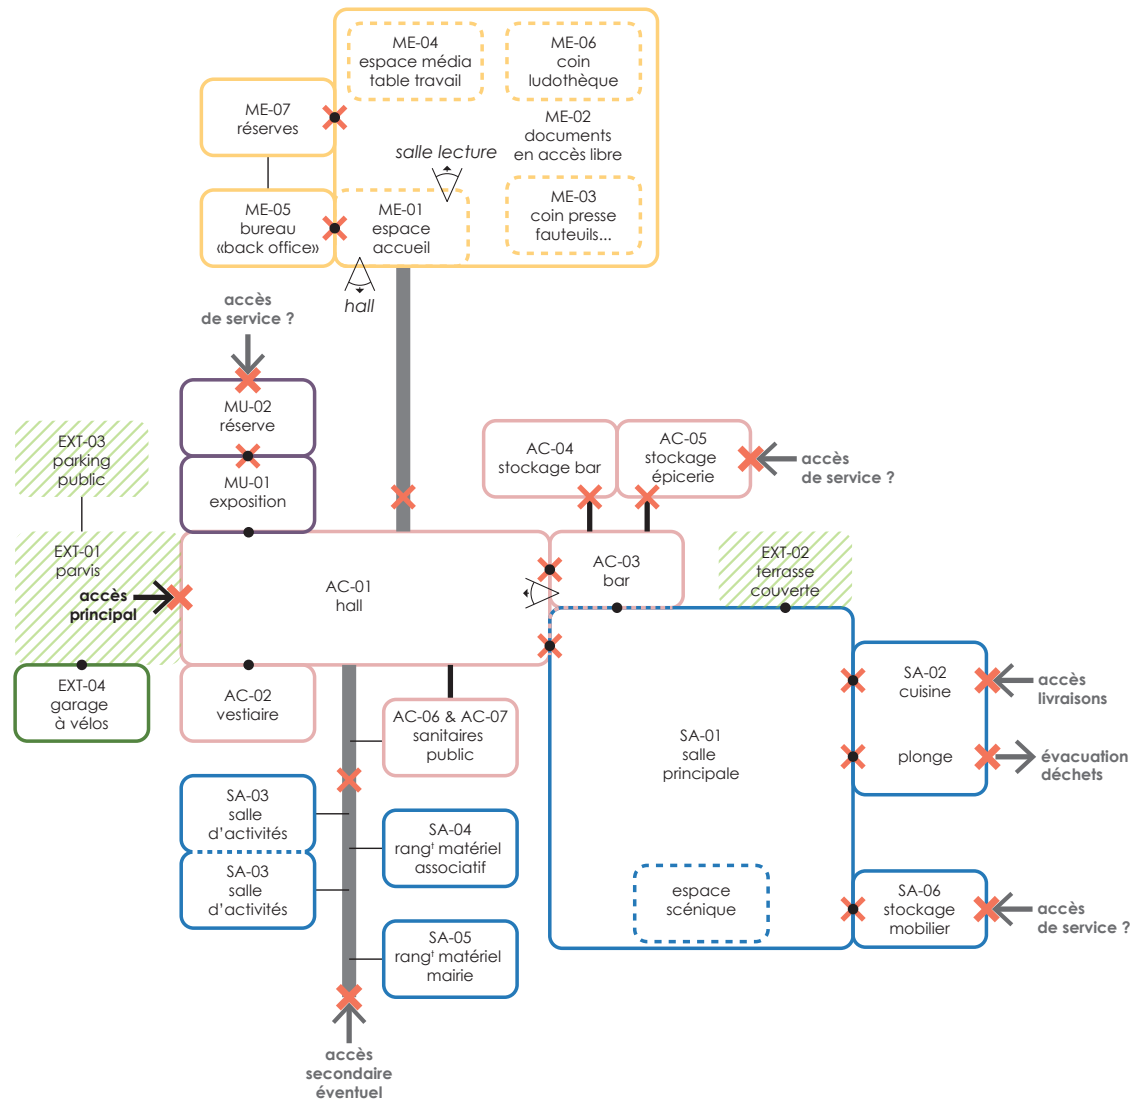 ME-04
espace média
table travail
ME-06
coin
ludothèque
ME-07
réserves
ME-02
documents
en accès libre
salle lecture
ME-05
bureau
«back office»
ME-01
espace
accueil
ME-03
coin presse
fauteuils...
hall
accès
de service ?
MU-02
réserve
MU-01
exposition
EXT-03
parking
public
AC-04
stockage bar
AC-05
stockage
épicerie
accès
de service ?
EXT-01
parvis
accès
principal
AC-01
hall
AC-03
bar
EXT-02
terrasse
couverte
EXT-04
garage
à vélos
AC-02
vestiaire
AC-06 & AC-07
sanitaires
public
SA-01
salle
principale
SA-02
cuisine
plonge
accès
livraisons
évacuation
déchets
SA-03
salle
d'activités
SA-03
salle
d'activités
SA-04
rangᵗ matériel
associatif
SA-05
rangᵗ matériel
mairie
espace
scénique
SA-06
stockage
mobilier
accès
de service ?
accès
secondaire
éventuel